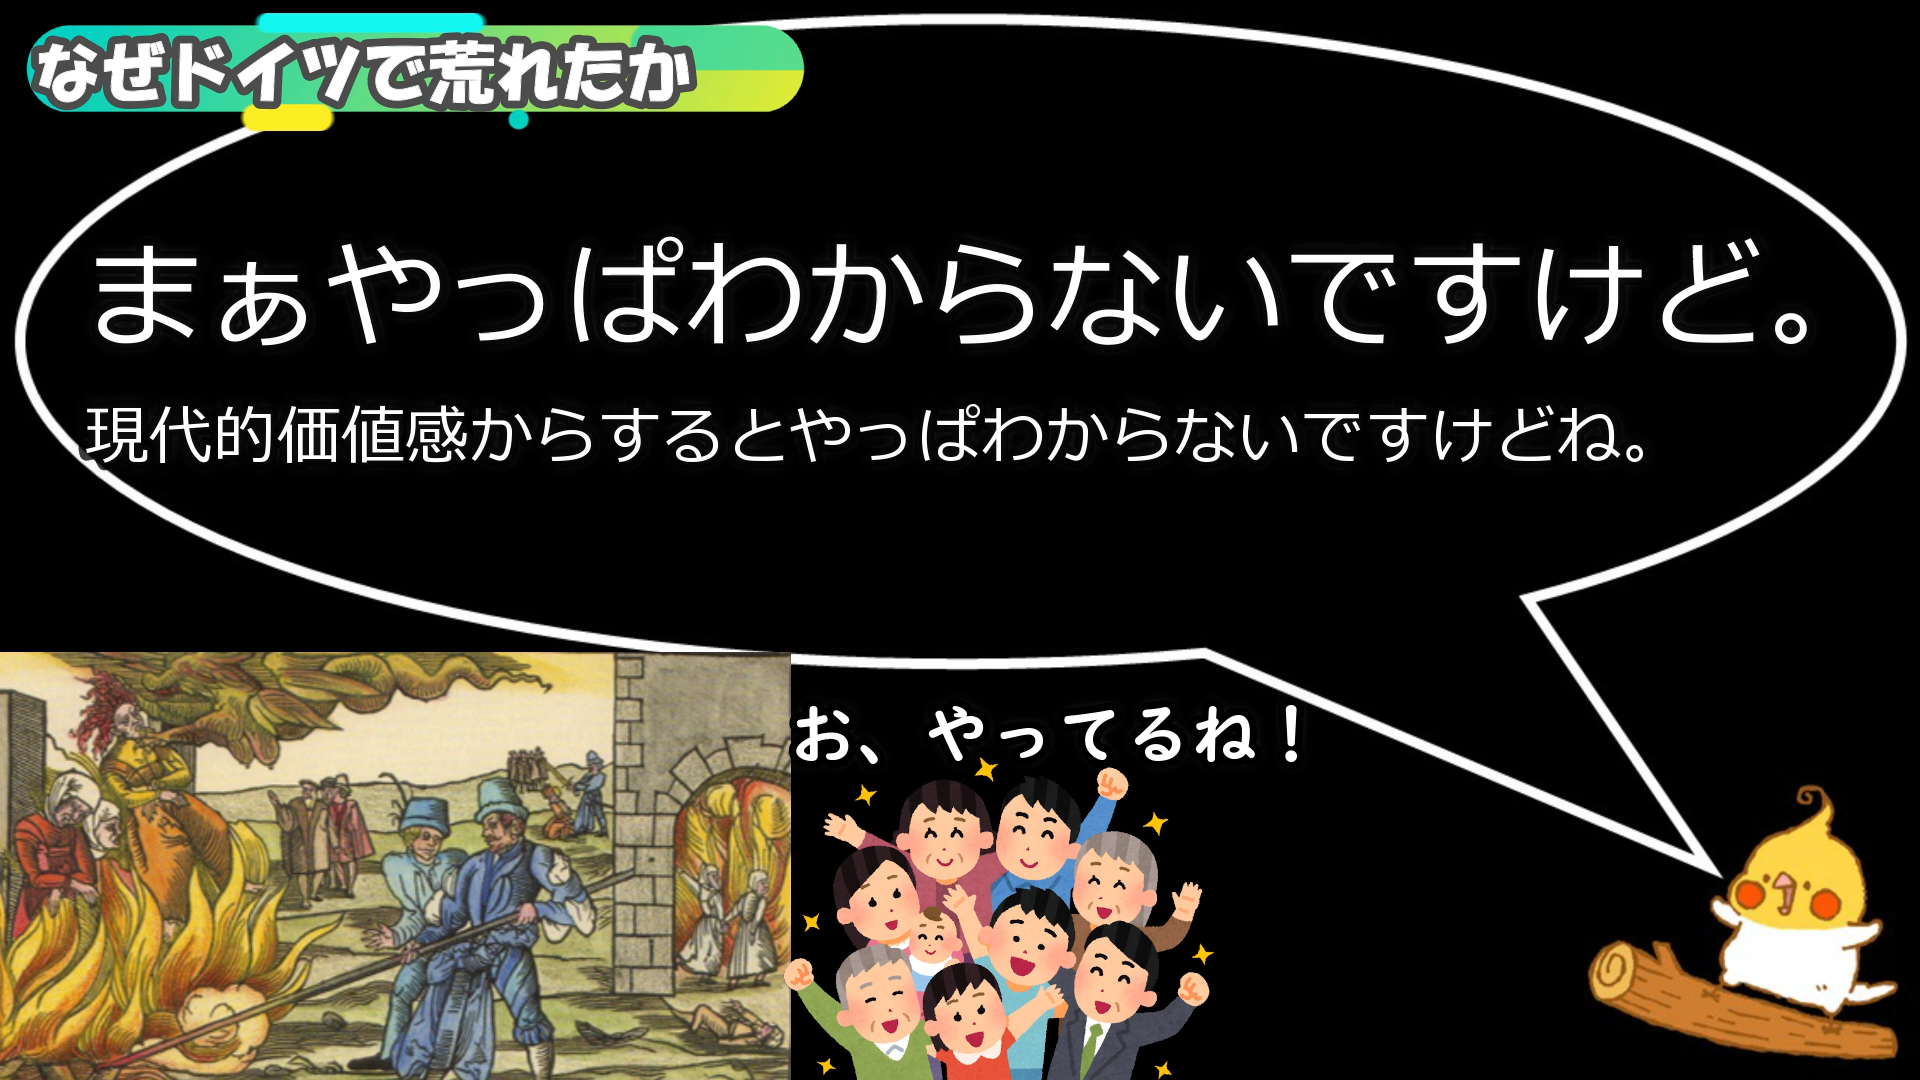 なぜドイツで荒れたか
まぁやっぱわからないですけど。
現代的価値感からするとやっぱわからないですけどね。
お、やってるね！